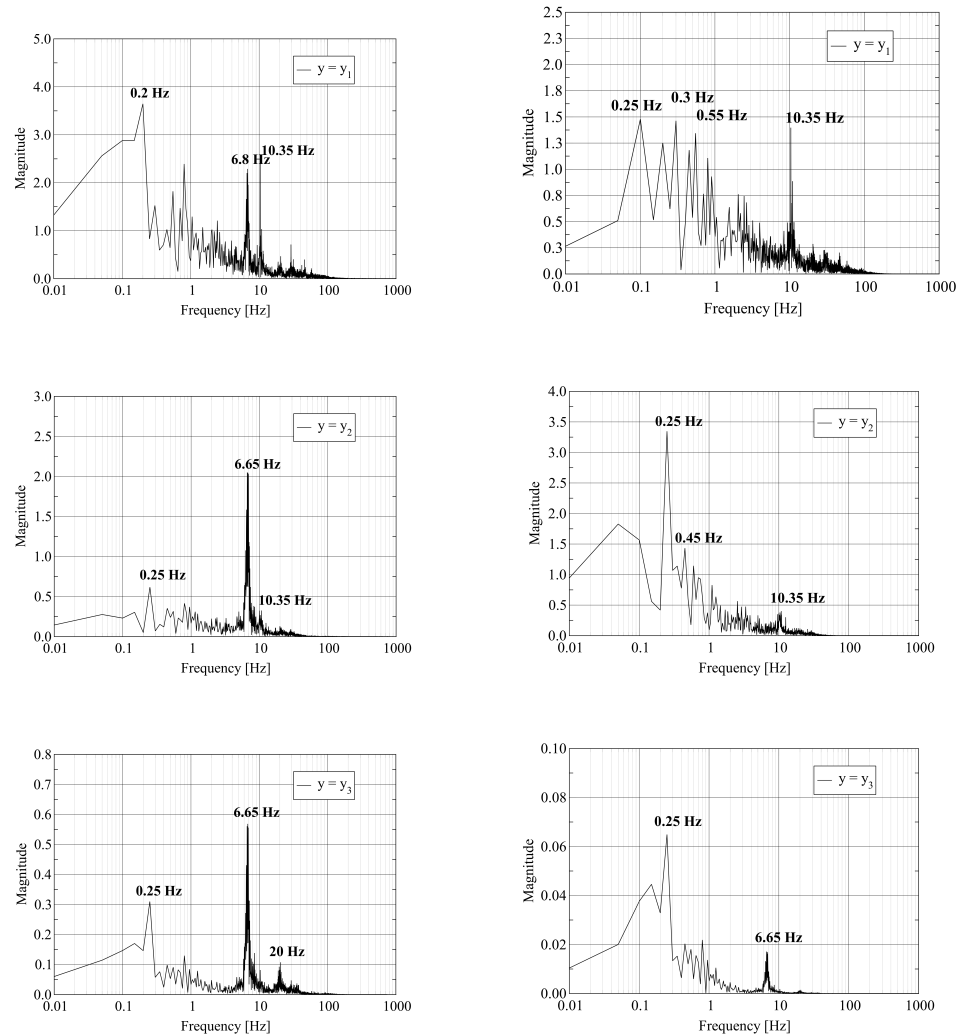 5.0
4.0
3.0
2.0
1.0
0.0
Magnitude
y = y1
0.2 Hz
6.8 Hz
10.35 Hz
0.01 0.1 1 10 100 1000
Frequency [Hz]
2.5
2.3
2.0
1.8
1.5
1.3
1.0
0.8
0.5
0.3
0.0
Magnitude
y = y1
0.25 Hz
0.3 Hz
0.55 Hz
10.35 Hz
0.01 0.1 1 10 100 1000
Frequency [Hz]
3.0
2.5
2.0
1.5
1.0
0.5
0.0
Magnitude
y = y2
0.25 Hz
6.65 Hz
10.35 Hz
0.01 0.1 1 10 100 1000
Frequency [Hz]
4.0
3.5
3.0
2.5
2.0
1.5
1.0
0.5
0.0
Magnitude
y = y2
0.25 Hz
0.45 Hz
10.35 Hz
0.01 0.1 1 10 100 1000
Frequency [Hz]
0.8
0.7
0.6
0.5
0.4
0.3
0.2
0.1
0.0
Magnitude
y = y3
0.25 Hz
6.65 Hz
20 Hz
0.01 0.1 1 10 100 1000
Frequency [Hz]
0.10
0.08
0.06
0.04
0.02
0.00
Magnitude
y = y3
0.25 Hz
6.65 Hz
0.01 0.1 1 10 100 1000
Frequency [Hz]